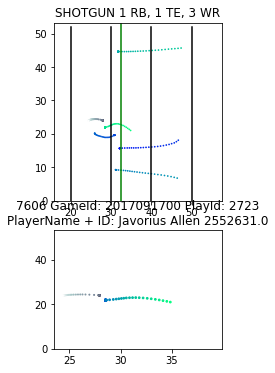 SHOTGUN 1 RB, 1 TE, 3 WR
50
40
30
20
10
0
20 30 40 50
7606 GameId: 2017091700 PlayId: 2723
PlayerName + ID: Javorius Allen 2552631.0
40
20
0
25 30 35